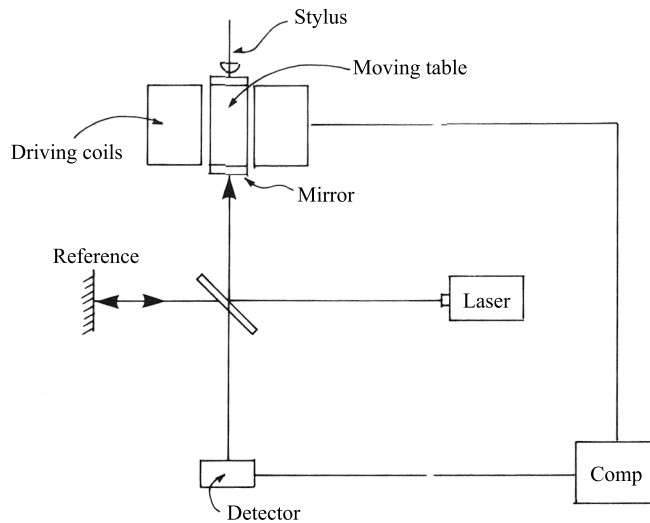 Stylus
Moving table
Driving coils
Mirror
Reference
Laser
Comp
Detector